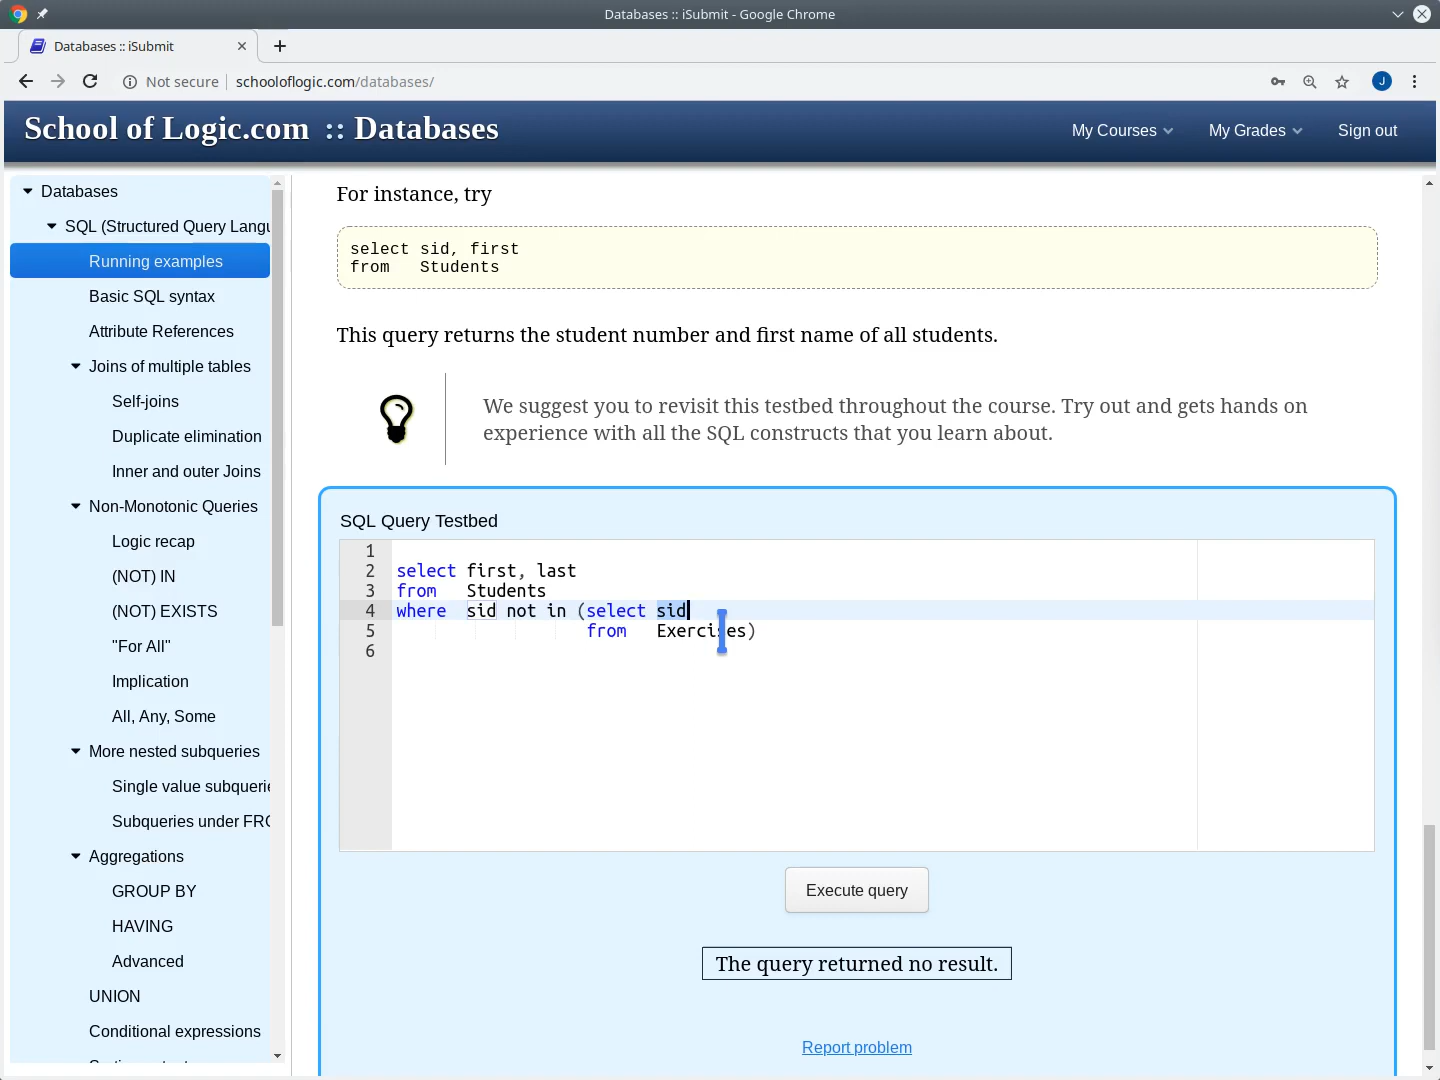 Databases :: iSubmit - Google Chrome
Databases :: iSubmit
Not secure
schooloflogic.com/databases/
J
School of Logic.com :: Databases
My Courses
My Grades
Sign out
Databases
SQL (Structured Query Langu
Running examples
Basic SQL syntax
Attribute References
Joins of multiple tables
Self-joins
Duplicate elimination
Inner and outer Joins
Non-Monotonic Queries
Logic recap
(NOT) IN
(NOT) EXISTS
"For All"
Implication
All, Any, Some
More nested subqueries
Single value subquerie
Subqueries under FRO
Aggregations
GROUP BY
HAVING
Advanced
UNION
Conditional expressions
For instance, try
select sid, first
from   Students
This query returns the student number and first name of all students.
We suggest you to revisit this testbed throughout the course. Try out and gets hands on
experience with all the SQL constructs that you learn about.
SQL Query Testbed
1
2 select first, last
3 from   Students
4 where  sid not in (select sid
5                    from   Exercises)
6
Execute query
The query returned no result.
Report problem